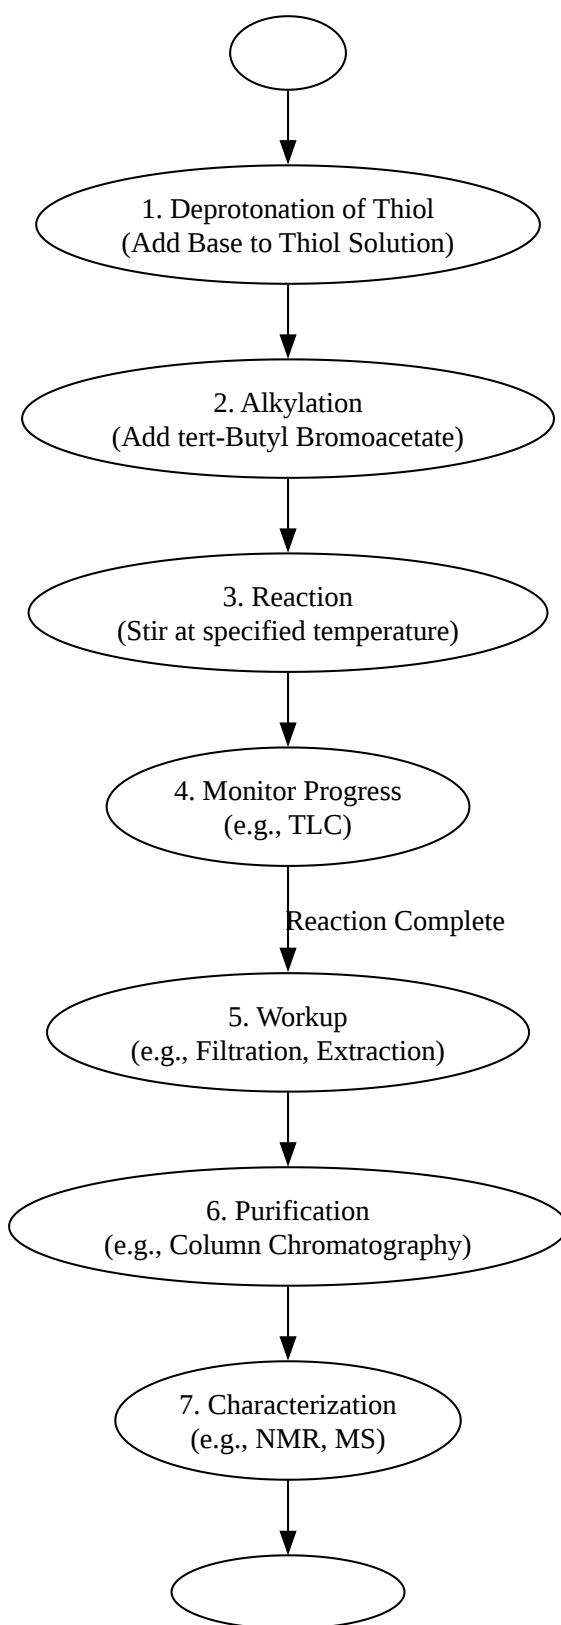 1. Deprotonation of Thiol
(Add Base to Thiol Solution)
2. Alkylation
(Add tert-Butyl Bromoacetate)
3. Reaction
(Stir at specified temperature)
4. Monitor Progress
(e.g., TLC)
Reaction Complete
5. Workup
(e.g., Filtration, Extraction)
6. Purification
(e.g., Column Chromatography)
7. Characterization
(e.g., NMR, MS)